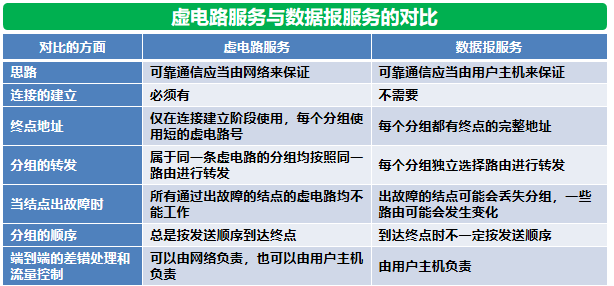 虚电路服务与数据报服务的对比
对比的方面 虚电路服务 数据报服务
思路 可靠通信应当由网络来保证 可靠通信应当由用户主机来保证
连接的建立 必须有 不需要
终点地址 仅在连接建立阶段使用，每个分组使
用短的虚电路号 每个分组都有终点的完整地址
分组的转发 属于同一条虚电路的分组均按照同一
路由进行转发 每个分组独立选择路由进行转发
当结点出故障时 所有通过出故障的结点的虚电路均不
能工作 出故障的结点可能会丢失分组，一些
路由可能会发生变化
分组的顺序 总是按发送顺序到达终点 到达终点时不一定按发送顺序
端到端的差错处理和
流量控制 可以由网络负责，也可以由用户主机
负责 由用户主机负责